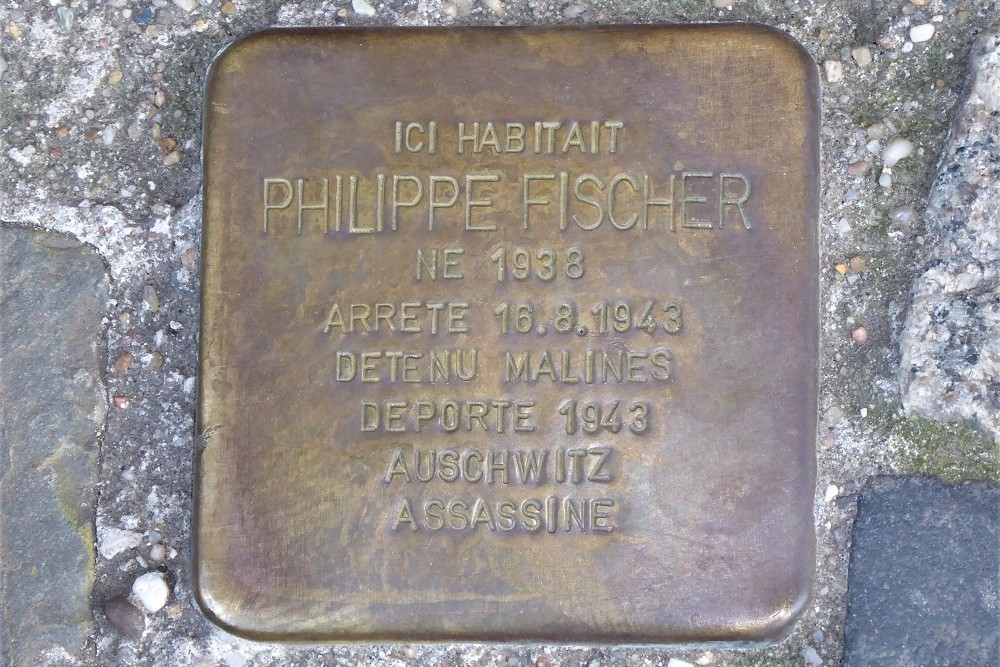 ICI HABITAIT
PHILIPPE FISCHER
NE 1938
ARRETE 16.8.1943
DETENU MALINES
DEPORTE 1943
AUSCHWITZ
ASSASSINE